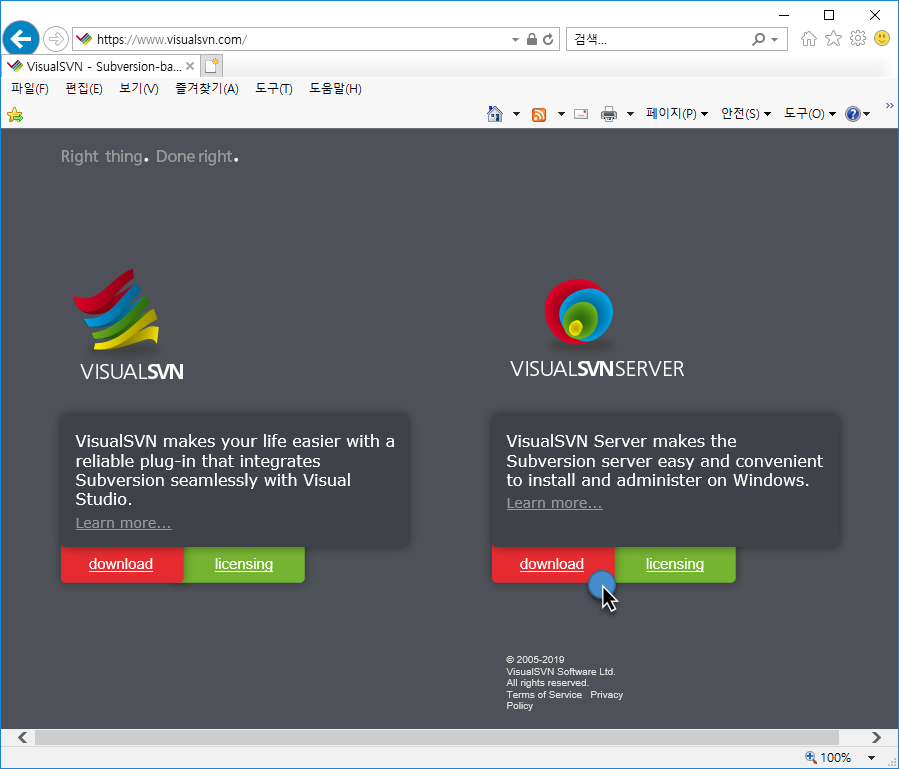 https://www.visualsvn.com/
검색...
VisualSVN - Subversion-ba...
파일(F) 편집(E) 보기(V) 즐겨찾기(A) 도구(T) 도움말(H)
페이지(P) 안전(S) 도구(O)
Right thing. Done right.
VISUALSVN
VISUALSVNSERVER
VisualSVN makes your life easier with a
reliable plug-in that integrates
Subversion seamlessly with Visual
Studio.
Learn more...
download licensing
VisualSVN Server makes the
Subversion server easy and convenient
to install and administer on Windows.
Learn more...
download licensing
© 2005-2019
VisualSVN Software Ltd.
All rights reserved.
Terms of Service Privacy
Policy
100%